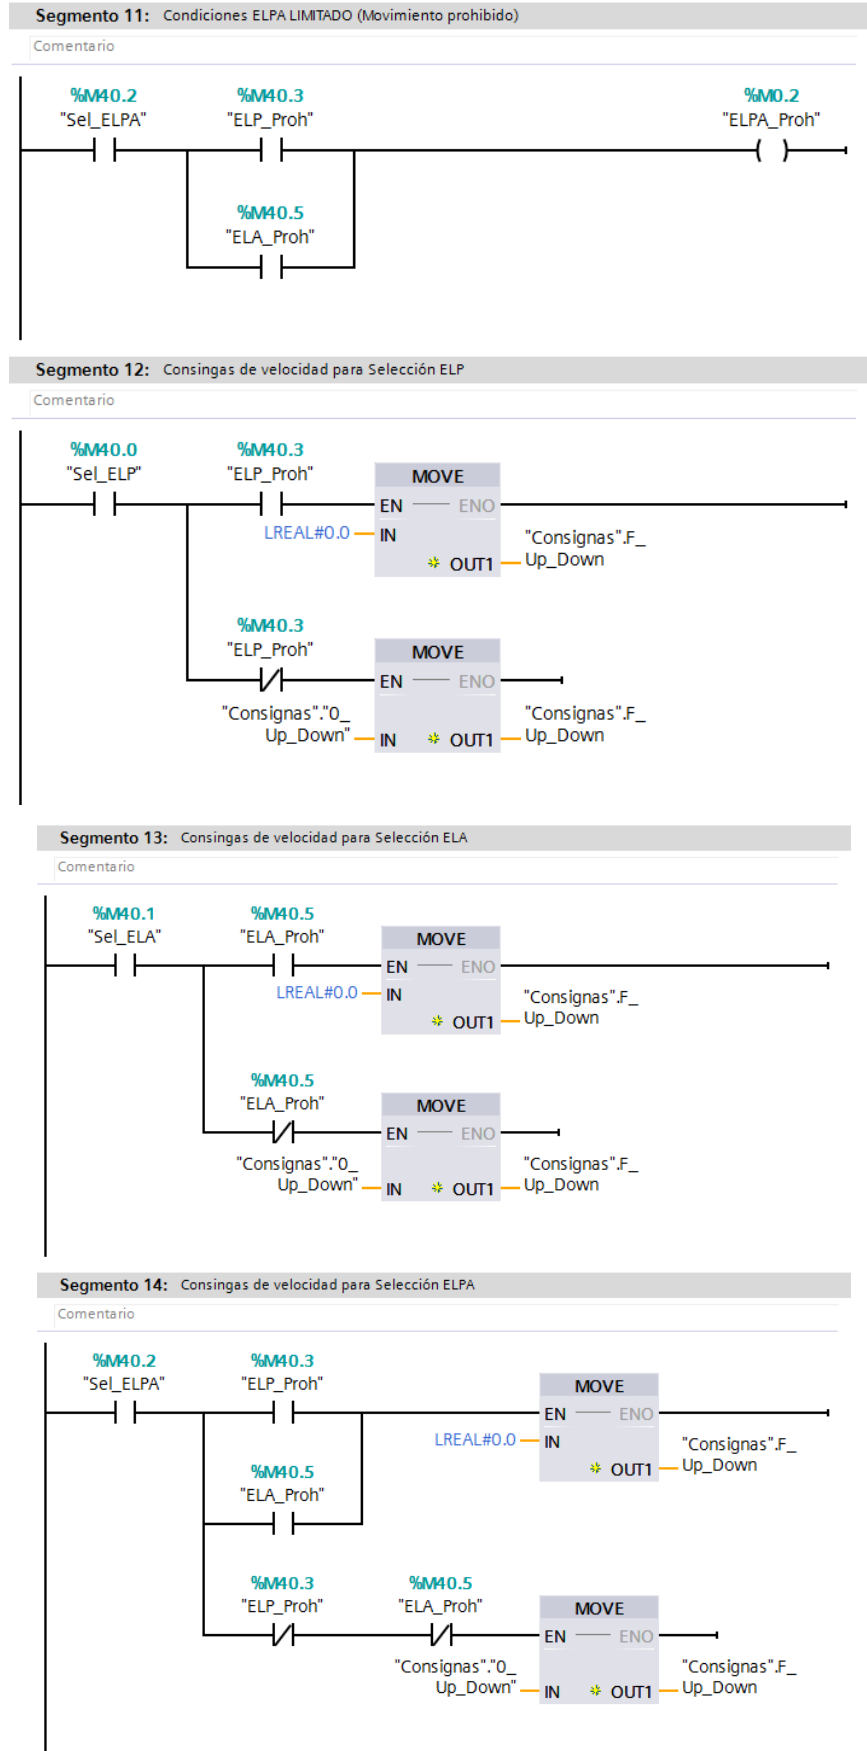 Segmento 11: Condiciones ELPA LIMITADO (Movimiento prohibido)
Comentario
%M40.2 %M40.3 %M0.2
"Sel_ELPA" "ELP_Proh" "ELPA_Proh"
%M40.5
"ELA_Proh"
Segmento 12: Consingas de velocidad para Selección ELP
Comentario
%M40.0 %M40.3
"Sel_ELP" "ELP_Proh"
MOVE
EN ENO
LREAL#0.0 IN
"Consignas".F_
OUT1 Up_Down
%M40.3
"ELP_Proh"
MOVE
EN ENO
"Consignas"."0_ "Consignas".F_
Up_Down" IN OUT1 Up_Down
Segmento 13: Consingas de velocidad para Selección ELA
Comentario
%M40.1 %M40.5
"Sel_ELA" "ELA_Proh"
MOVE
EN ENO
LREAL#0.0 IN
"Consignas".F_
OUT1 Up_Down
%M40.5
"ELA_Proh"
MOVE
EN ENO
"Consignas"."0_ "Consignas".F_
Up_Down" IN OUT1 Up_Down
Segmento 14: Consingas de velocidad para Selección ELPA
Comentario
%M40.2 %M40.3
"Sel_ELPA" "ELP_Proh"
MOVE
EN ENO
LREAL#0.0 IN
"Consignas".F_
OUT1 Up_Down
%M40.5
"ELA_Proh"
%M40.3 %M40.5
"ELP_Proh" "ELA_Proh"
MOVE
EN ENO
"Consignas"."0_ "Consignas".F_
Up_Down" IN OUT1 Up_Down